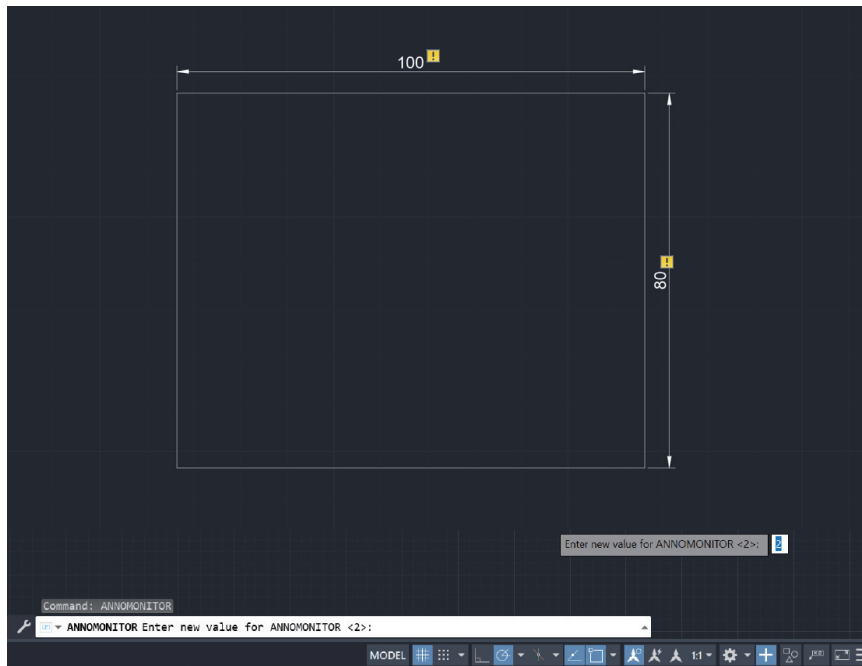 100
!
!
80
Enter new value for ANNOMONITOR <2>:
2
Command: ANNOMONITOR
ANNOMONITOR Enter new value for ANNOMONITOR <2>:
MODEL
1:1